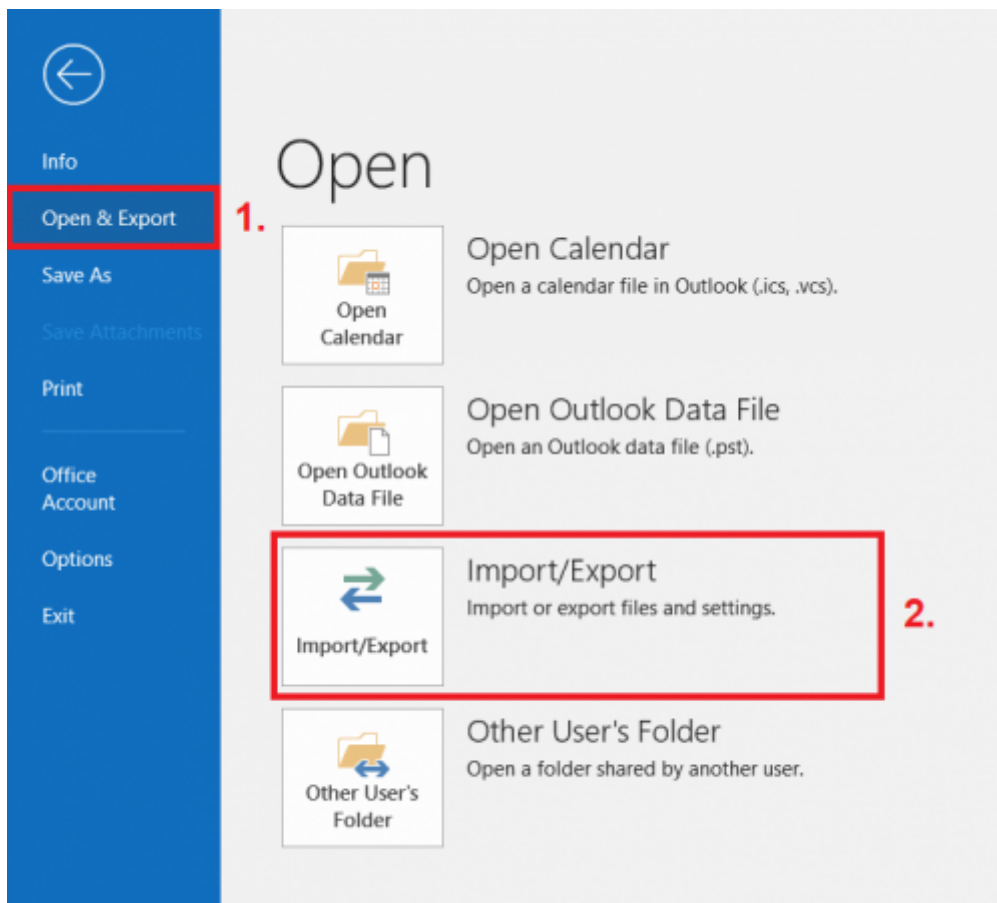 Info
Open & Export
1.
Save As
Save Attachments
Print
Office
Account
Options
Exit
Open
Open
Calendar
Open Calendar
Open a calendar file in Outlook (.ics, .vcs).
Open Outlook
Data File
Open Outlook Data File
Open an Outlook data file (.pst).
Import/Export
Import/Export
Import or export files and settings.
2.
Other User's
Folder
Other User's Folder
Open a folder shared by another user.